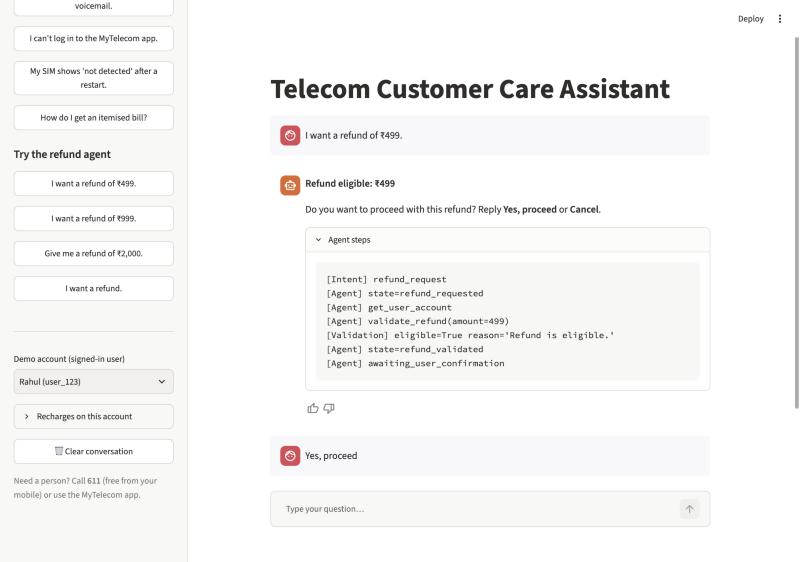 voicemail.
I can't log in to the MyTelecom app.
My SIM shows 'not detected' after a
restart.
How do I get an itemised bill?
Try the refund agent
I want a refund of ₹499.
I want a refund of ₹999.
Give me a refund of ₹2,000.
I want a refund.
Demo account (signed-in user)
Rahul (user_123)
Recharges on this account
Clear conversation
Need a person? Call 611 (free from your
mobile) or use the MyTelecom app.
Deploy
Telecom Customer Care Assistant
I want a refund of ₹499.
Refund eligible: ₹499
Do you want to proceed with this refund? Reply Yes, proceed or Cancel.
Agent steps
[Intent] refund_request
[Agent] state=refund_requested
[Agent] get_user_account
[Agent] validate_refund(amount=499)
[Validation] eligible=True reason='Refund is eligible.'
[Agent] state=refund_validated
[Agent] awaiting_user_confirmation
Yes, proceed
Type your question…